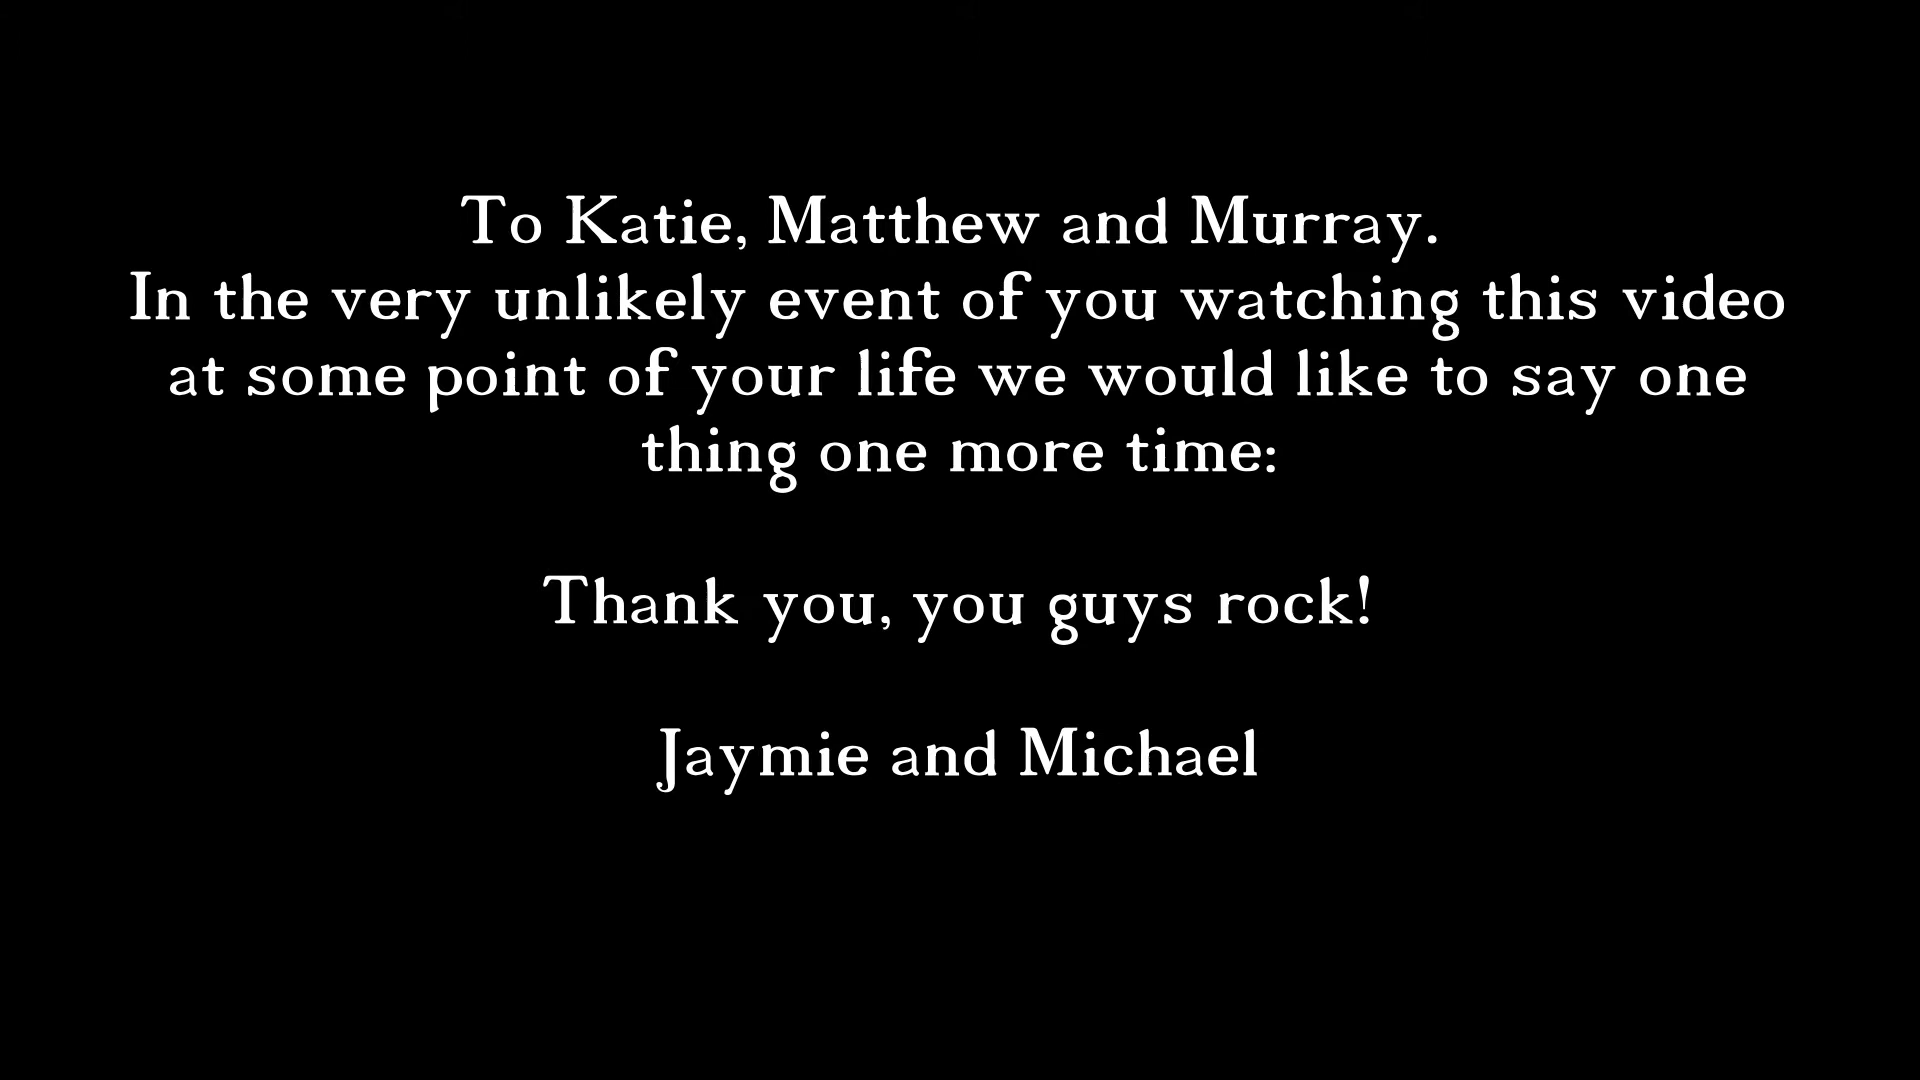 To Katie, Matthew and Murray.
In the very unlikely event of you watching this video
at some point of your life we would like to say one
thing one more time:
Thank you, you guys rock!
Jaymie and Michael